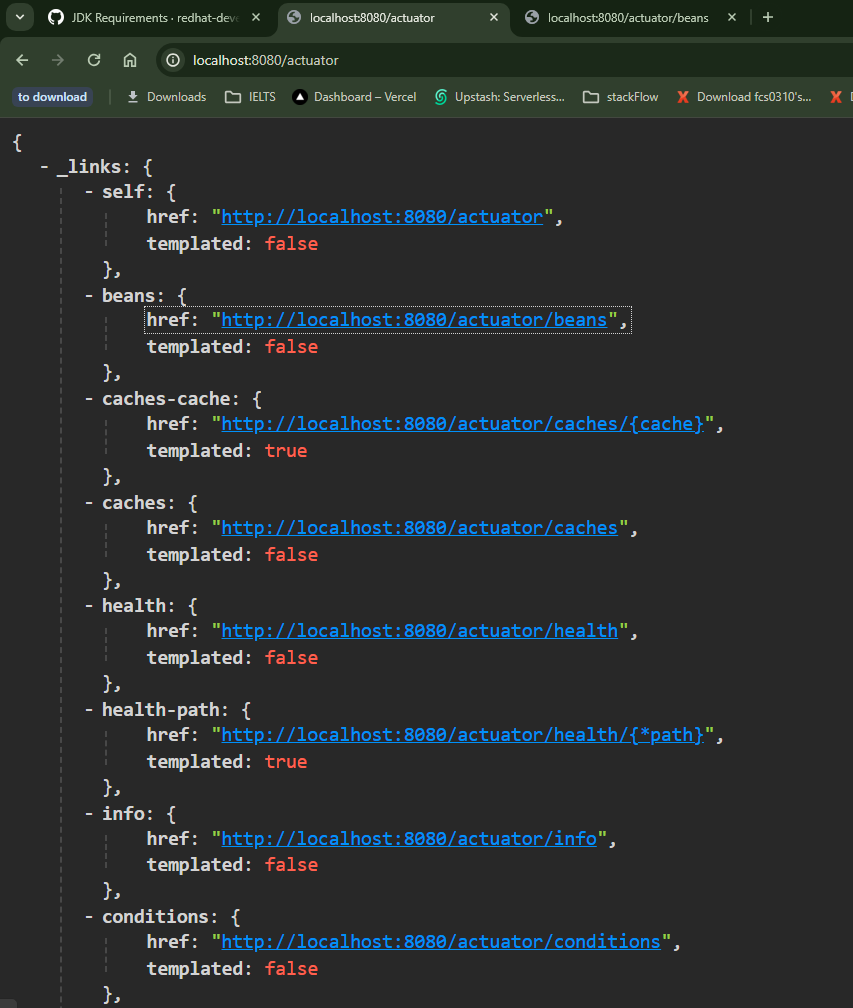 JDK Requirements · redhat-deve
localhost:8080/actuator
localhost:8080/actuator/beans
localhost:8080/actuator
to download
Downloads
IELTS
Dashboard – Vercel
Upstash: Serverless...
stackFlow
Download fcs0310's...
{
- _links: {
- self: {
href: "http://localhost:8080/actuator",
templated: false
},
- beans: {
href: "http://localhost:8080/actuator/beans",
templated: false
},
- caches-cache: {
href: "http://localhost:8080/actuator/caches/{cache}",
templated: true
},
- caches: {
href: "http://localhost:8080/actuator/caches",
templated: false
},
- health: {
href: "http://localhost:8080/actuator/health",
templated: false
},
- health-path: {
href: "http://localhost:8080/actuator/health/{*path}",
templated: true
},
- info: {
href: "http://localhost:8080/actuator/info",
templated: false
},
- conditions: {
href: "http://localhost:8080/actuator/conditions",
templated: false
},